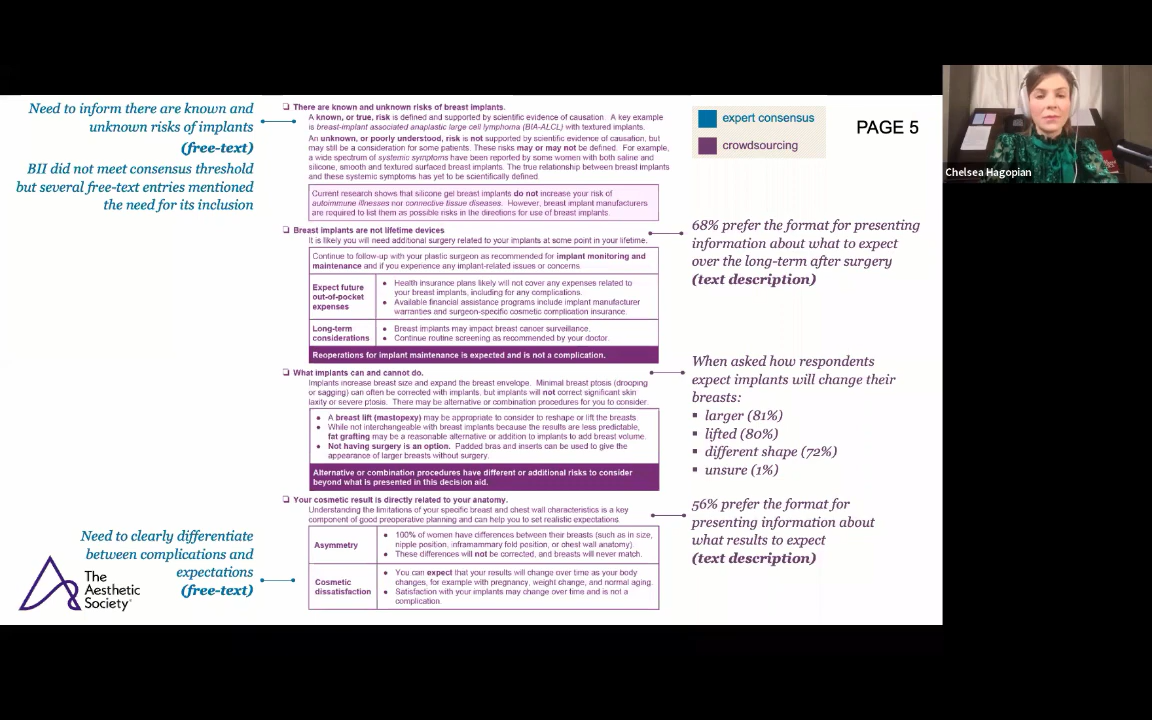 Need to inform there are known and
unknown risks of implants
(free-text)
BII did not meet consensus threshold
but several free-text entries mentioned
the need for its inclusion
Need to clearly differentiate
between complications and
expectations
(free-text)
The
Aesthetic
Society
❑ There are known and unknown risks of breast implants.
A known, or true, risk is defined and supported by scientific evidence of causation. A key example
is breast-implant associated anaplastic large cell lymphoma (BIA-ALCL) with textured implants.
An unknown, or poorly understood, risk is not supported by scientific evidence of causation, but
may still be a consideration for some patients. These risks may or may not be defined. For example,
a wide spectrum of systemic symptoms have been reported by some women with both saline and
silicone, smooth and textured surfaced breast implants. The true relationship between breast implants
and these systemic symptoms has yet to be scientifically defined.
Current research shows that silicone gel breast implants do not increase your risk of
autoimmune illnesses nor connective tissue diseases. However, breast implant manufacturers
are required to list them as possible risks in the directions for use of breast implants.
❑ Breast implants are not lifetime devices
It is likely you will need additional surgery related to your implants at some point in your lifetime.
Continue to follow-up with your plastic surgeon as recommended for implant monitoring and
maintenance and if you experience any implant-related issues or concerns
Expect future
out-of-pocket
expenses
• Health insurance plans likely will not cover any expenses related to
your breast implants, including for any complications.
• Available financial assistance programs include implant manufacturer
warranties and surgeon-specific cosmetic complication insurance.
Long-term
considerations
• Breast implants may impact breast cancer surveillance.
• Continue routine screening as recommended by your doctor.
Reoperations for implant maintenance is expected and is not a complication.
❑ What implants can and cannot do.
Implants increase breast size and expand the breast envelope. Minimal breast ptosis (drooping
or sagging) can often be corrected with implants, but implants will not correct significant skin
laxity or severe ptosis. There may be alternative or combination procedures for you to consider.
• A breast lift (mastopexy) may be appropriate to consider to reshape or lift the breasts
• While not interchangeable with breast implants because the results are less predictable,
fat grafting may be a reasonable alternative or addition to implants to add breast volume.
• Not having surgery is an option. Padded bras and inserts can be used to give the
appearance of larger breasts without surgery.
Alternative or combination procedures have different or additional risks to consider
beyond what is presented in this decision aid.
❑ Your cosmetic result is directly related to your anatomy.
Understanding the limitations of your specific breast and chest wall characteristics is a key
component of good preoperative planning and can help you to set realistic expectations
Asymmetry
• 100% of women have differences between their breasts (such as in size,
nipple position, inframammary fold position, or chest wall anatomy).
• These differences will not be corrected, and breasts will never match.
Cosmetic
dissatisfaction
• You can expect that your results will change over time as your body
changes, for example with pregnancy, weight change, and normal aging.
• Satisfaction with your implants may change over time and is not a
complication.
expert consensus
crowdsourcing
PAGE 5
68% prefer the format for presenting
information about what to expect
over the long-term after surgery
(text description)
When asked how respondents
expect implants will change their
breasts:
▪ larger (81%)
▪ lifted (80%)
▪ different shape (72%)
▪ unsure (1%)
56% prefer the format for
presenting information about
what results to expect
(text description)
Chelsea Hagopian